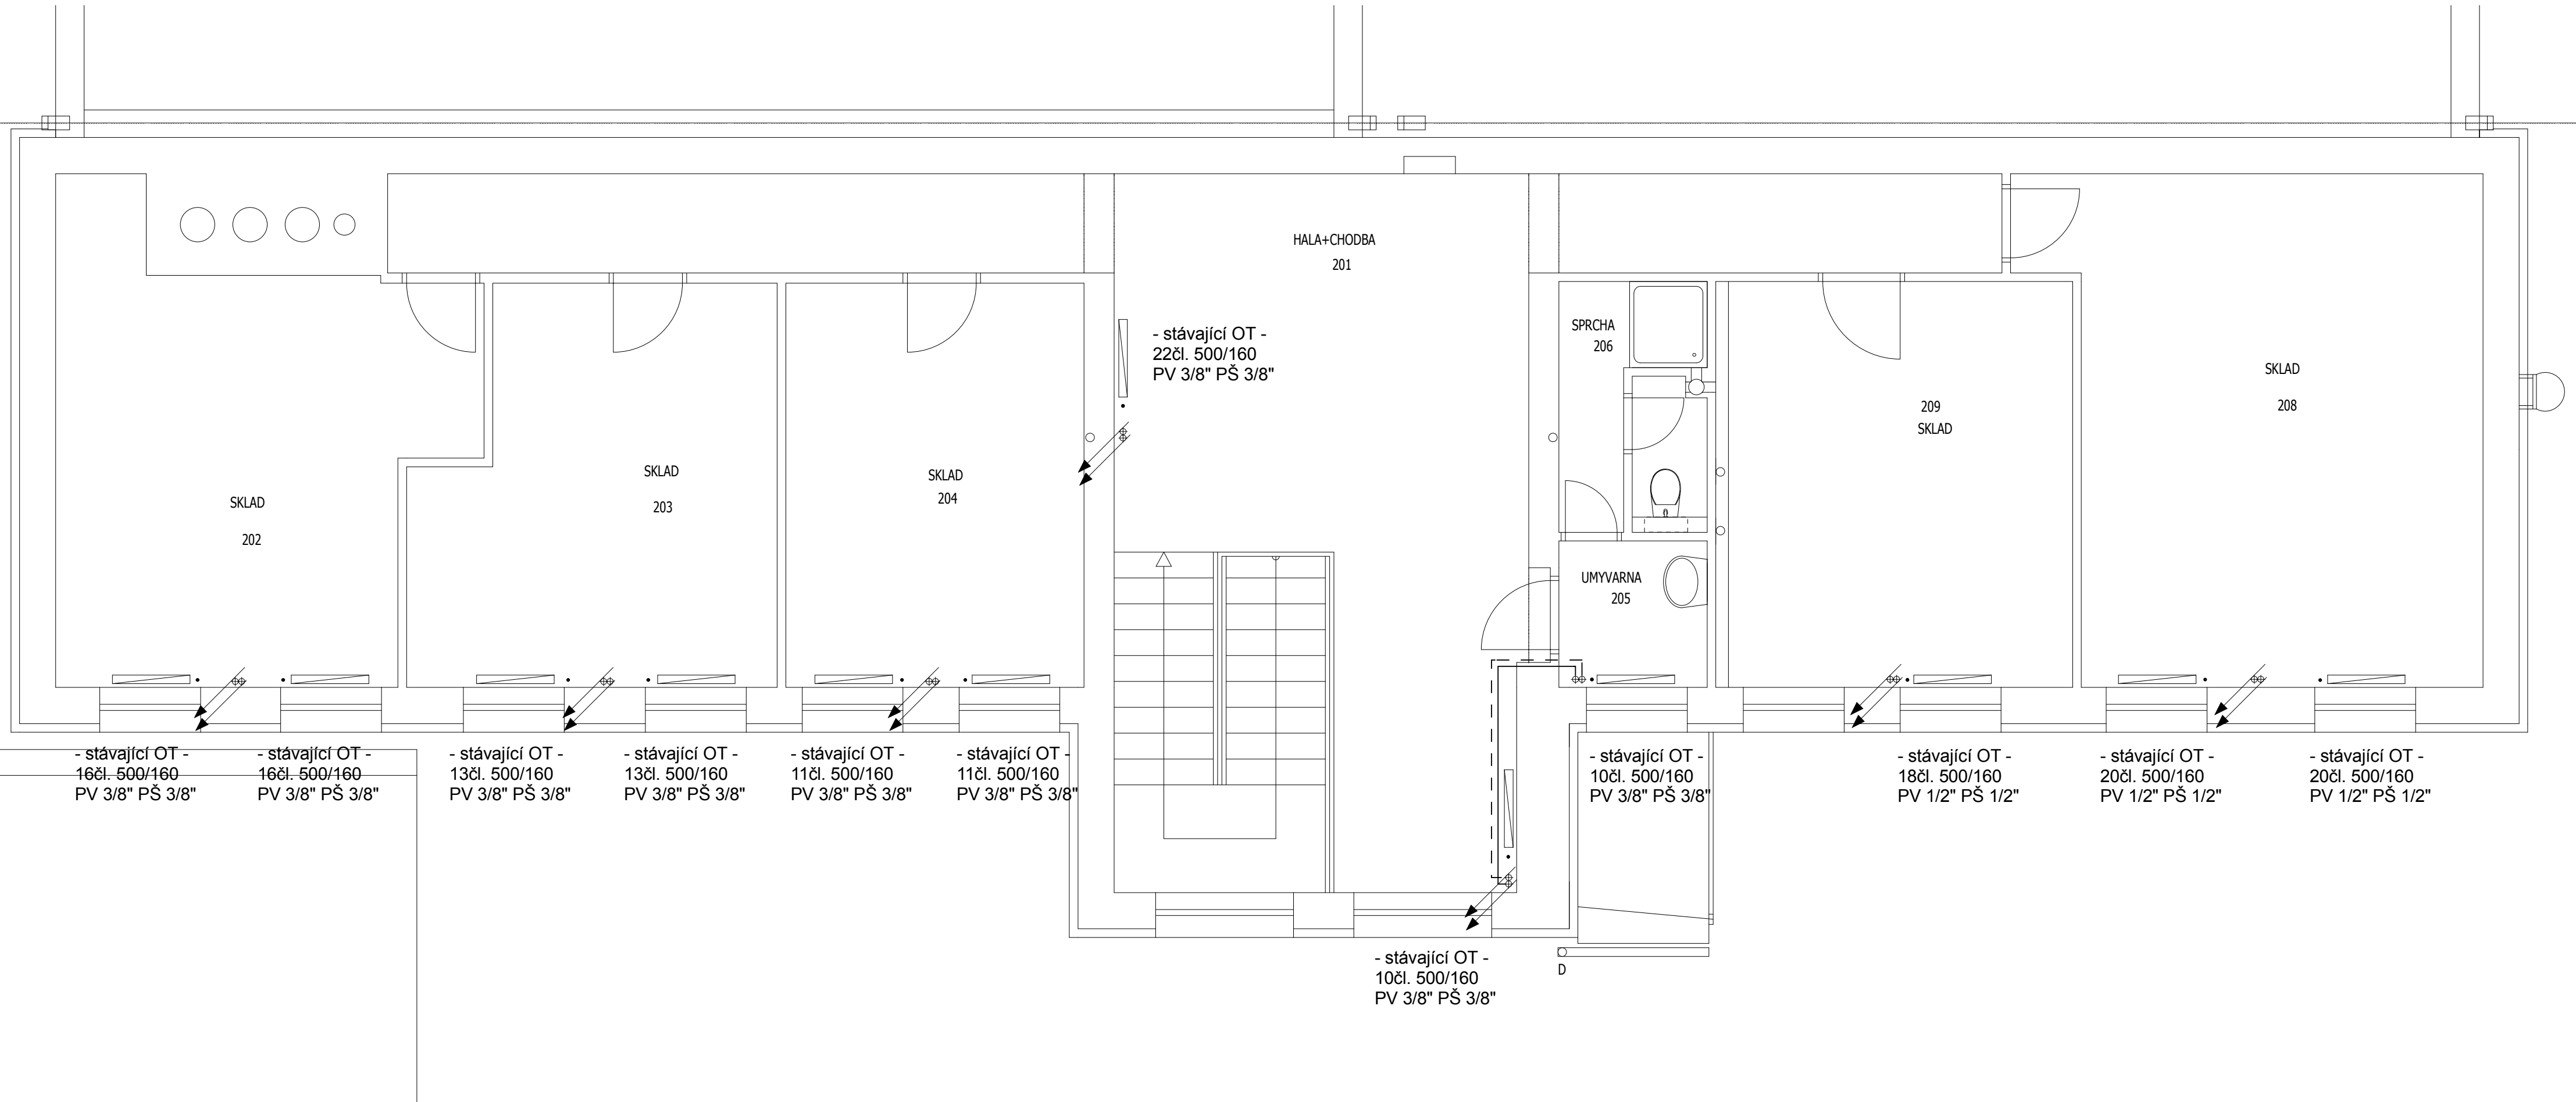 HALA+CHODBA
201
- stávající OT -
22čl. 500/160
PV 3/8" PŠ 3/8"
SPRCHA
206
SKLAD
208
209
SKLAD
SKLAD
202
SKLAD
203
SKLAD
204
UMYVARNA
205
- stávající OT -
16čl. 500/160
PV 3/8" PŠ 3/8"
- stávající OT -
16čl. 500/160
PV 3/8" PŠ 3/8"
- stávající OT -
13čl. 500/160
PV 3/8" PŠ 3/8"
- stávající OT -
13čl. 500/160
PV 3/8" PŠ 3/8"
- stávající OT -
11čl. 500/160
PV 3/8" PŠ 3/8"
- stávající OT -
11čl. 500/160
PV 3/8" PŠ 3/8"
- stávající OT -
10čl. 500/160
PV 3/8" PŠ 3/8"
- stávající OT -
18čl. 500/160
PV 1/2" PŠ 1/2"
- stávající OT -
20čl. 500/160
PV 1/2" PŠ 1/2"
- stávající OT -
20čl. 500/160
PV 1/2" PŠ 1/2"
- stávající OT -
10čl. 500/160
PV 3/8" PŠ 3/8"
D